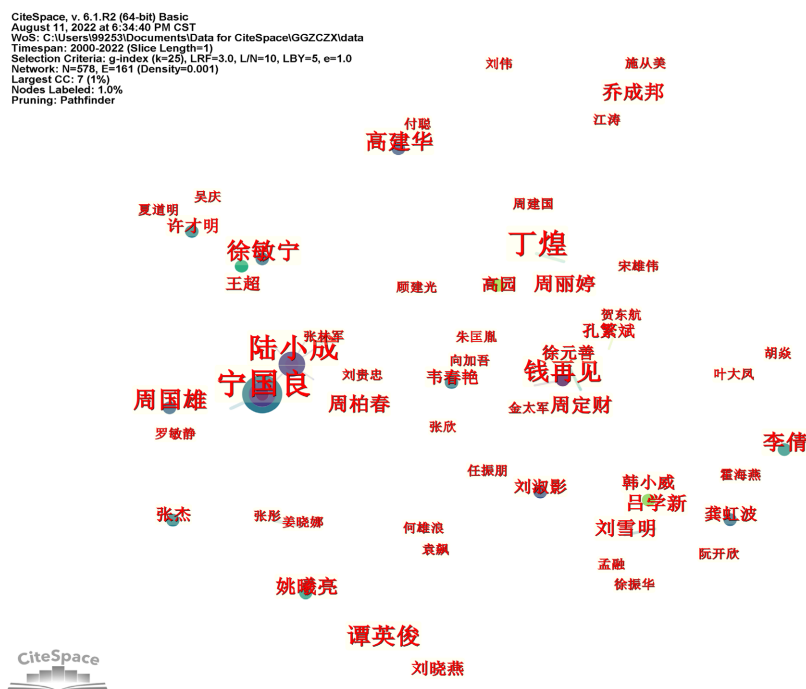 CiteSpace, v. 6.1.R2 (64-bit) Basic
August 11, 2022 at 6:34:40 PM CST
WoS: C:\Users\99253\Documents\Data for CiteSpace\GGZCZX\data
Timespan: 2000-2022 (Slice Length=1)
Selection Criteria: g-index (k=25), LRF=3.0, L/N=10, LBY=5, e=1.0
Network: N=578, E=161 (Density=0.001)
Largest CC: 7 (1%)
Nodes Labeled: 1.0%
Pruning: Pathfinder
刘伟
施从美
乔成邦
江涛
付聪
高建华
吴庆
夏道明
许才明
周建国
徐敏宁
丁煌
王超
宋雄伟
顾建光
高园
周丽婷
贺东航
孔繁斌
张林军
陆小成
朱匡胤
徐元善
胡焱
向加吾
钱再见
叶大凤
宁国良
刘贵忠
韦春艳
周国雄
周柏春
金太军
周定财
张欣
罗敏静
李倩
任振朋
霍海燕
刘淑影
韩小威
吕学新
张杰
张彤
姜晓娜
何雄浪
刘雪明
龚虹波
袁飙
阮开欣
孟融
徐振华
姚曦亮
谭英俊
刘晓燕
CiteSpace